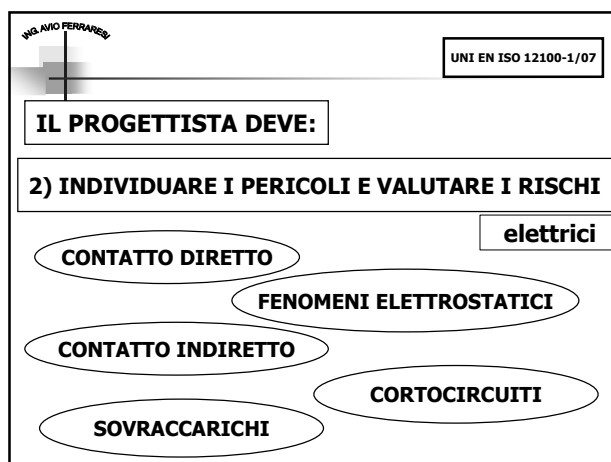 ING. AVIO FERRARESI
UNI EN ISO 12100-1/07
IL PROGETTISTA DEVE:
2) INDIVIDUARE I PERICOLI E VALUTARE I RISCHI
elettrici
CONTATTO DIRETTO
FENOMENI ELETTROSTATICI
CONTATTO INDIRETTO
CORTOCIRCUITI
SOVRACCARICHI